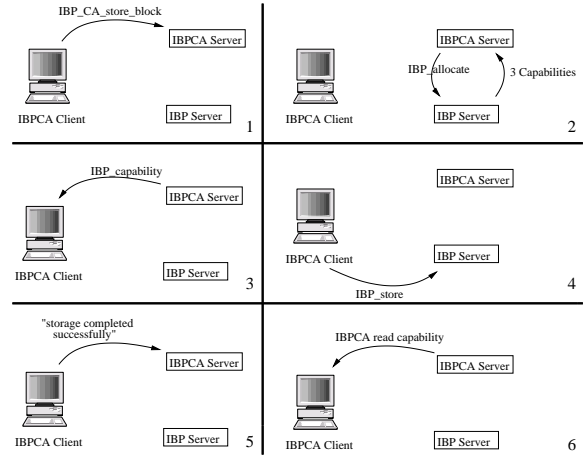 IBP_CA_store_block
IBPCA Server
IBPCA Client
IBP Server
1
IBPCA Server
IBP_allocate
3 Capabilities
IBPCA Client
IBP Server
2
IBP_capability
IBPCA Server
IBPCA Client
IBP Server
3
IBPCA Server
IBPCA Client
IBP Server
IBP_store
4
"storage completed
successfully"
IBPCA Server
IBPCA Client
IBP Server
5
IBPCA read capability
IBPCA Server
IBPCA Client
IBP Server
6